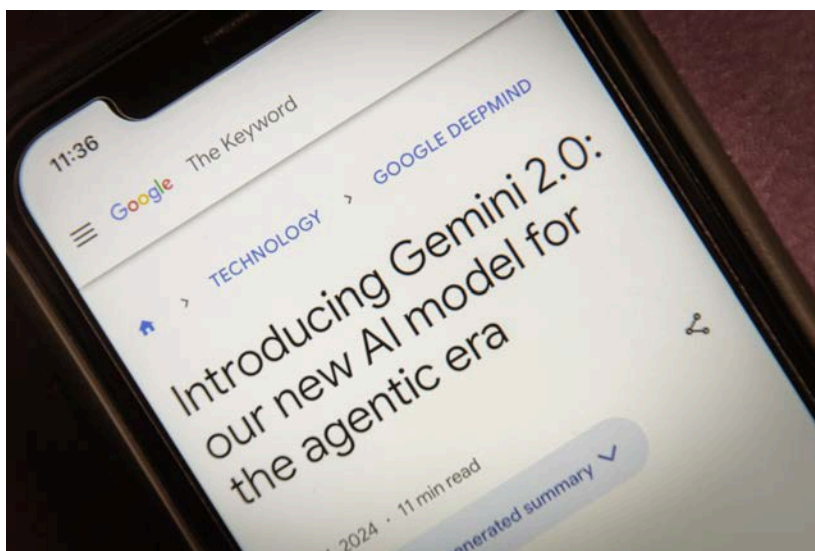 11:36
Google The Keyword
TECHNOLOGY > GOOGLE DEEPMIND
Introducing Gemini 2.0:
our new AI model for
the agentic era
2024 · 11 min read
summary